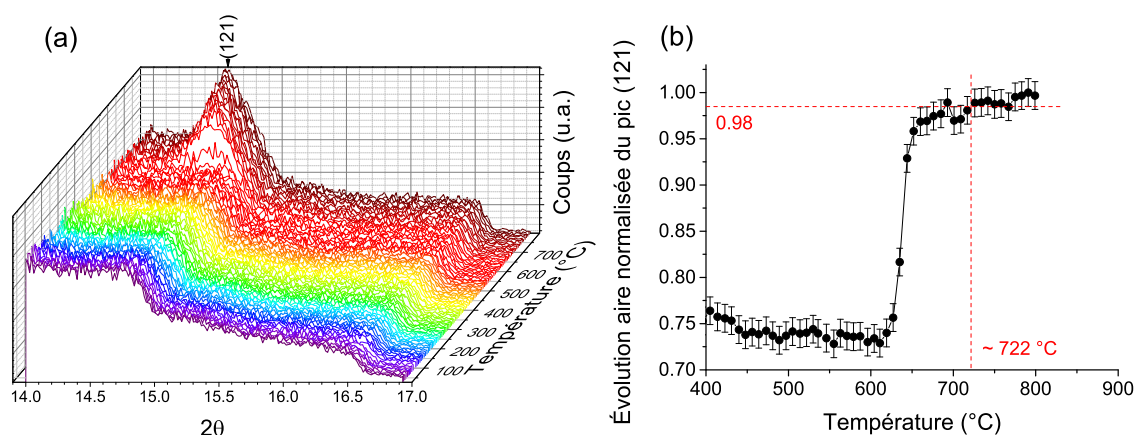 (a)
(121)
Coups (u.a.)
700
600
500
400
300
200
100
Température (°C)
14.0 14.5 15.0 15.5 16.0 16.5 17.0
2θ
(b)
Évolution aire normalisée du pic (121)
1.00
0.95
0.90
0.85
0.80
0.75
0.70
0.98
~ 722 °C
400 500 600 700 800 900
Température (°C)